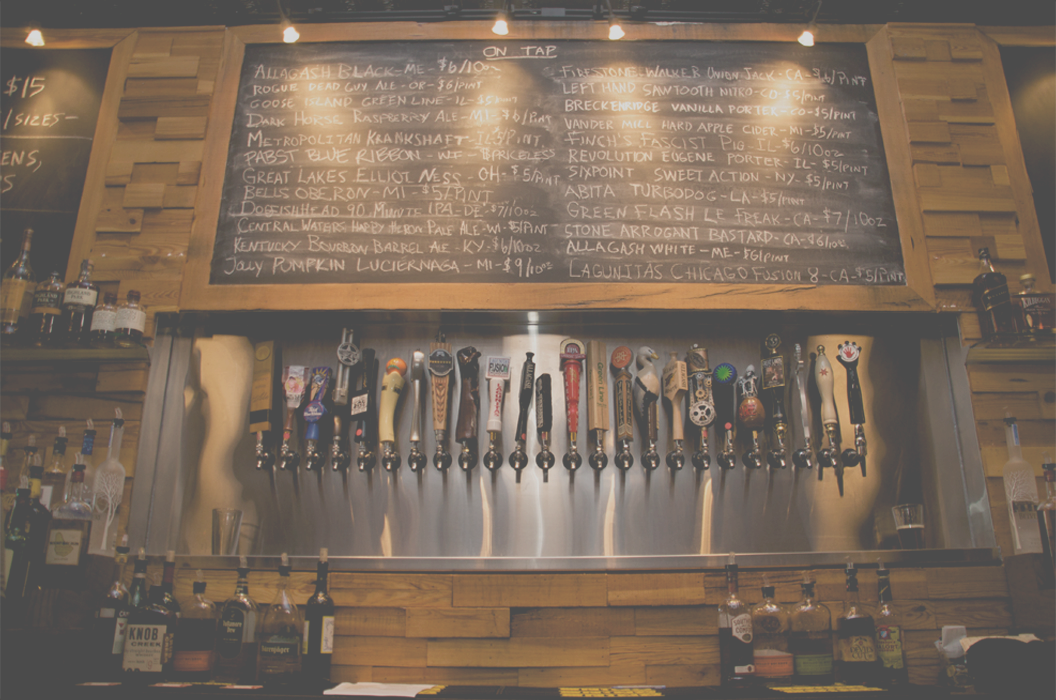 ON TAP
ALLAGASH BLACK-ME-$6/10oz
ROGUE DEAD GUY ALE-OR-$6/PINT
GOOSE ISLAND GREEN LINE-IL-$5/PINT
DARK HORSE RASPBERRY ALE-MI-$6/PINT
METROPOLITAN KRANKSHAFT-IL-$5/PINT
PABST BLUE RIBBON-WI-$PRICELESS
GREAT LAKES ELLIOT NESS-OH-$5/PINT
BELLS OBERON-MI-$5/PINT
DOGFISHHEAD 90 MINUTE IPA-DE-$7/10oz
CENTRAL WATERS HAPPY HERON PALE ALE-WI-$5/PINT
KENTUCKY BOURBON BARREL ALE-KY-$6/10oz
JOLLY PUMPKIN LUCIERNAGA-MI-$9/10oz
FIRESTONE WALKER UNION JACK-CA-$6/PINT
LEFT HAND SAWTOOTH NITRO-CO-$5/PINT
BRECKENRIDGE VANILLA PORTER-CO-$5/PINT
VANDER MILL HARD APPLE CIDER-MI-$5/PINT
FINCH'S FASCIST PIG-IL-$6/10oz
REVOLUTION EUGENE PORTER-IL-$5/PINT
SIXPOINT SWEET ACTION-NY-$5/PINT
ABITA TURBODOG-LA-$5/PINT
GREEN FLASH LE FREAK-CA-$7/10oz
STONE ARROGANT BASTARD-CA-$6/10oz
ALLAGASH WHITE-ME-$6/PINT
LAGUNITAS CHICAGO FUSION 8-CA-$5/PINT
$15
/SIZES-
ENS,
S
FUSION
KNOB
CREEK